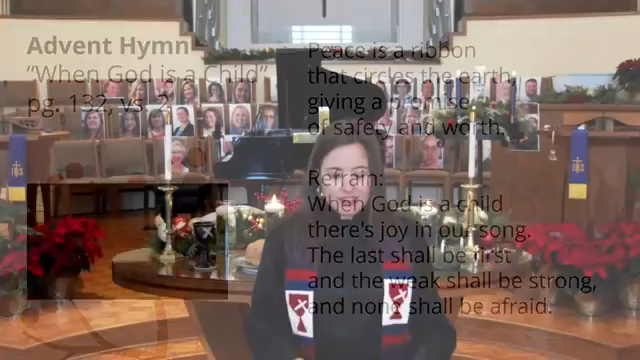 Advent Hymn
“When God is a Child”
pg. 132, vs. 2
Peace is a ribbon
that circles the earth,
giving a promise
of safety and worth.
Refrain:
When God is a child
there's joy in our song.
The last shall be first
and the weak shall be strong,
and none shall be afraid.